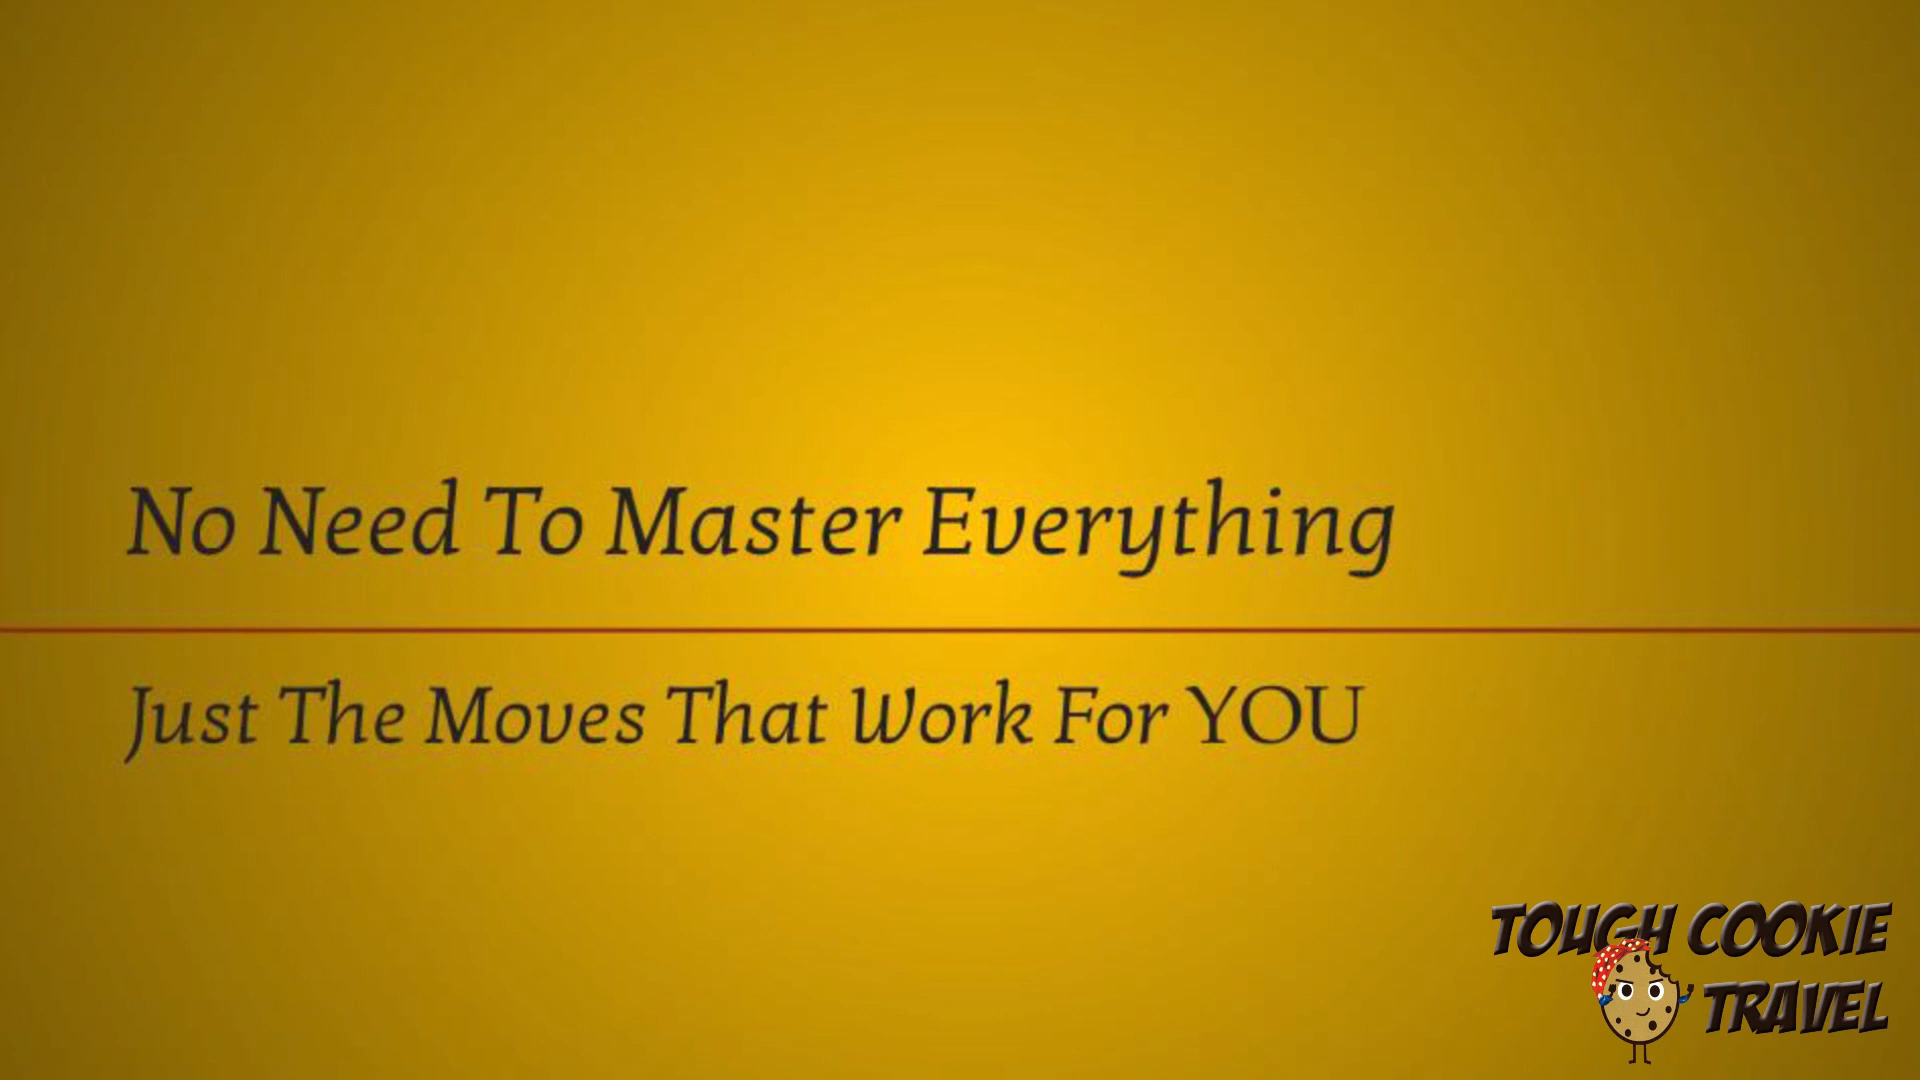 No Need To Master Everything
Just The Moves That Work For YOU
TOUGH COOKIE
TRAVEL